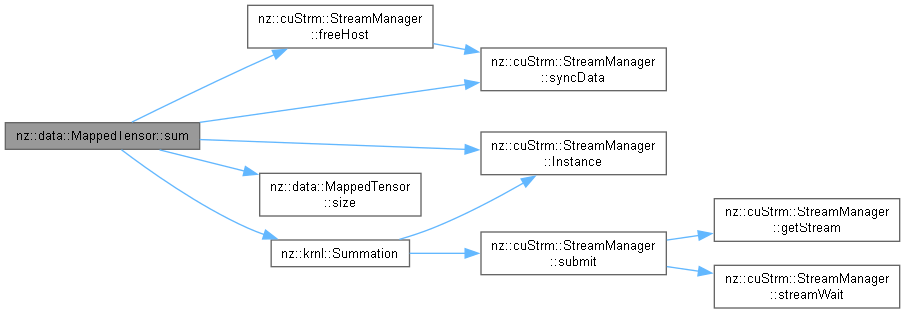 nz::cuStrm::StreamManager
::freeHost
nz::cuStrm::StreamManager
::syncData
nz::data::MappedTensor::sum
nz::cuStrm::StreamManager
::Instance
nz::data::MappedTensor
::size
nz::cuStrm::StreamManager
::getStream
nz::krnl::Summation
nz::cuStrm::StreamManager
::submit
nz::cuStrm::StreamManager
::streamWait